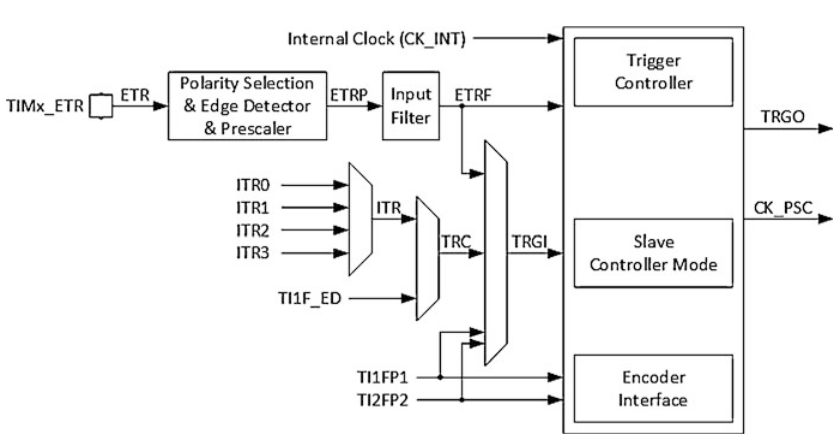 Internal Clock (CK_INT)
Trigger
Controller
TIMx_ETR
ETR
Polarity Selection
& Edge Detector
& Prescaler
ETRP
Input
Filter
ETRF
TRGO
ITR0
ITR1
ITR2
ITR3
ITR
TRC
TRGI
Slave
Controller Mode
CK_PSC
TI1F_ED
TI1FP1
TI2FP2
Encoder
Interface